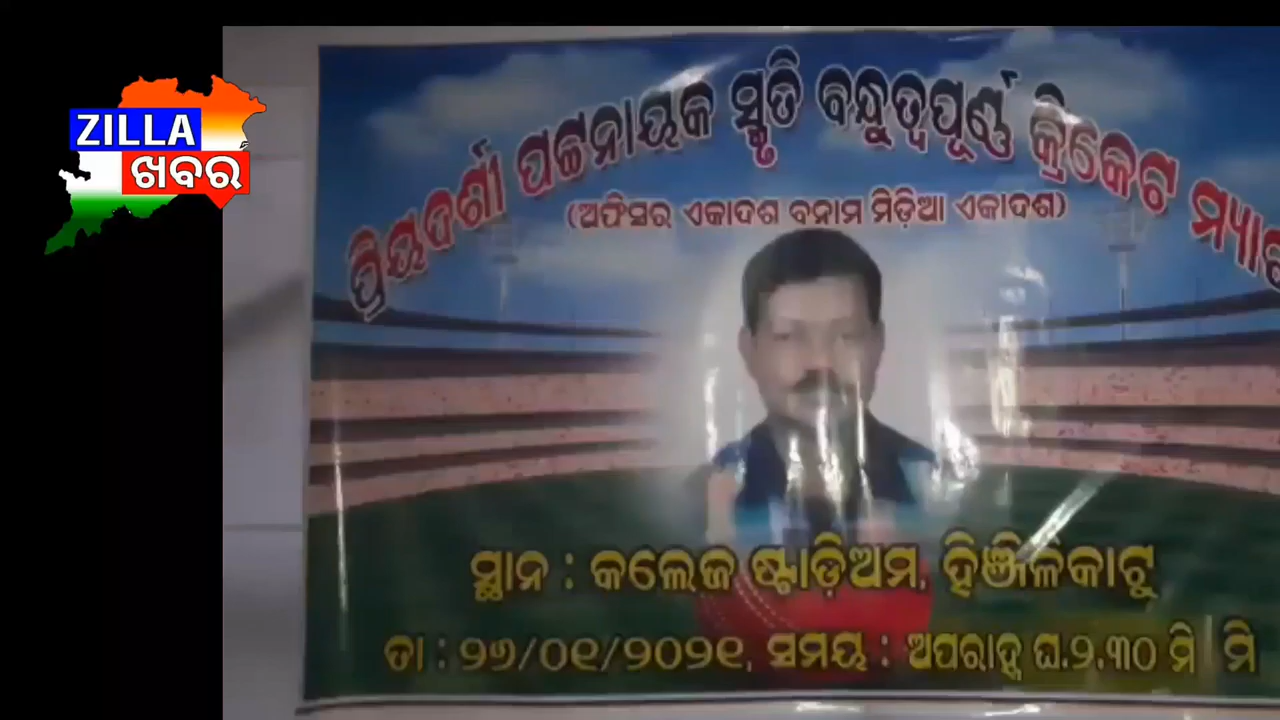 ZILLA
ଖବର
ପ୍ରିୟଦର୍ଶୀ ପଟ୍ଟନାୟକ ସ୍ମୃତି ବନ୍ଧୁତ୍ୱପୂର୍ଣ୍ଣ କ୍ରିକେଟ ମ୍ୟାଚ
(ଅଫିସର ଏକାଦଶ ବନାମ ମିଡ଼ିଆ ଏକାଦଶ)
ସ୍ଥାନ : କଲେଜ ଷ୍ଟାଡ଼ିଅମ, ହିଞ୍ଜିଳିକାଟୁ
ତା : ୨୬/୦୧/୨୦୨୧, ସମୟ : ଅପରାହ୍ନ ଘ.୨.୩୦ ମି